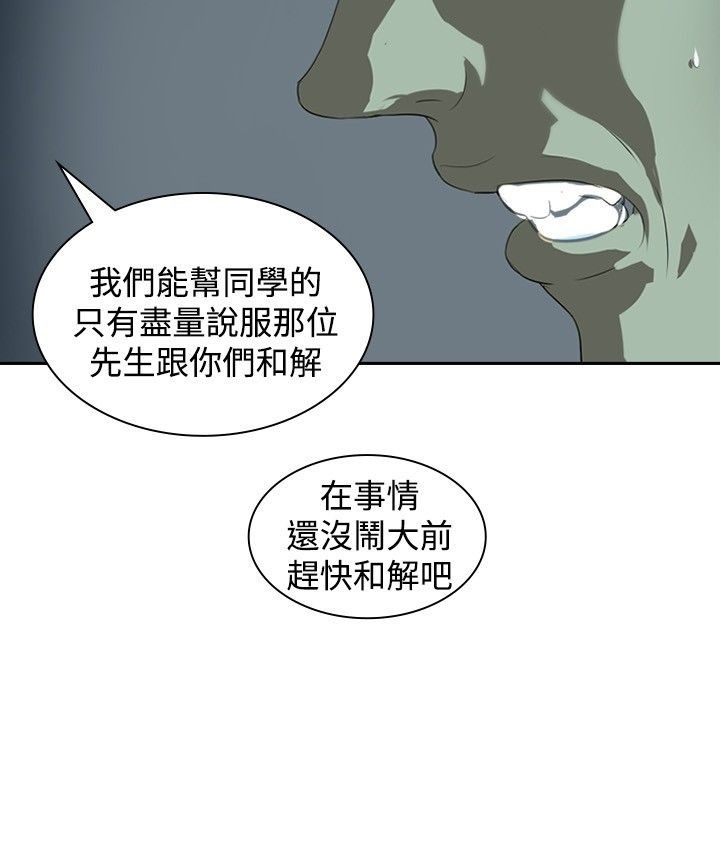 我們能幫同學的
只有盡量說服那位
先生跟你們和解
在事情
還沒鬧大前
趕快和解吧